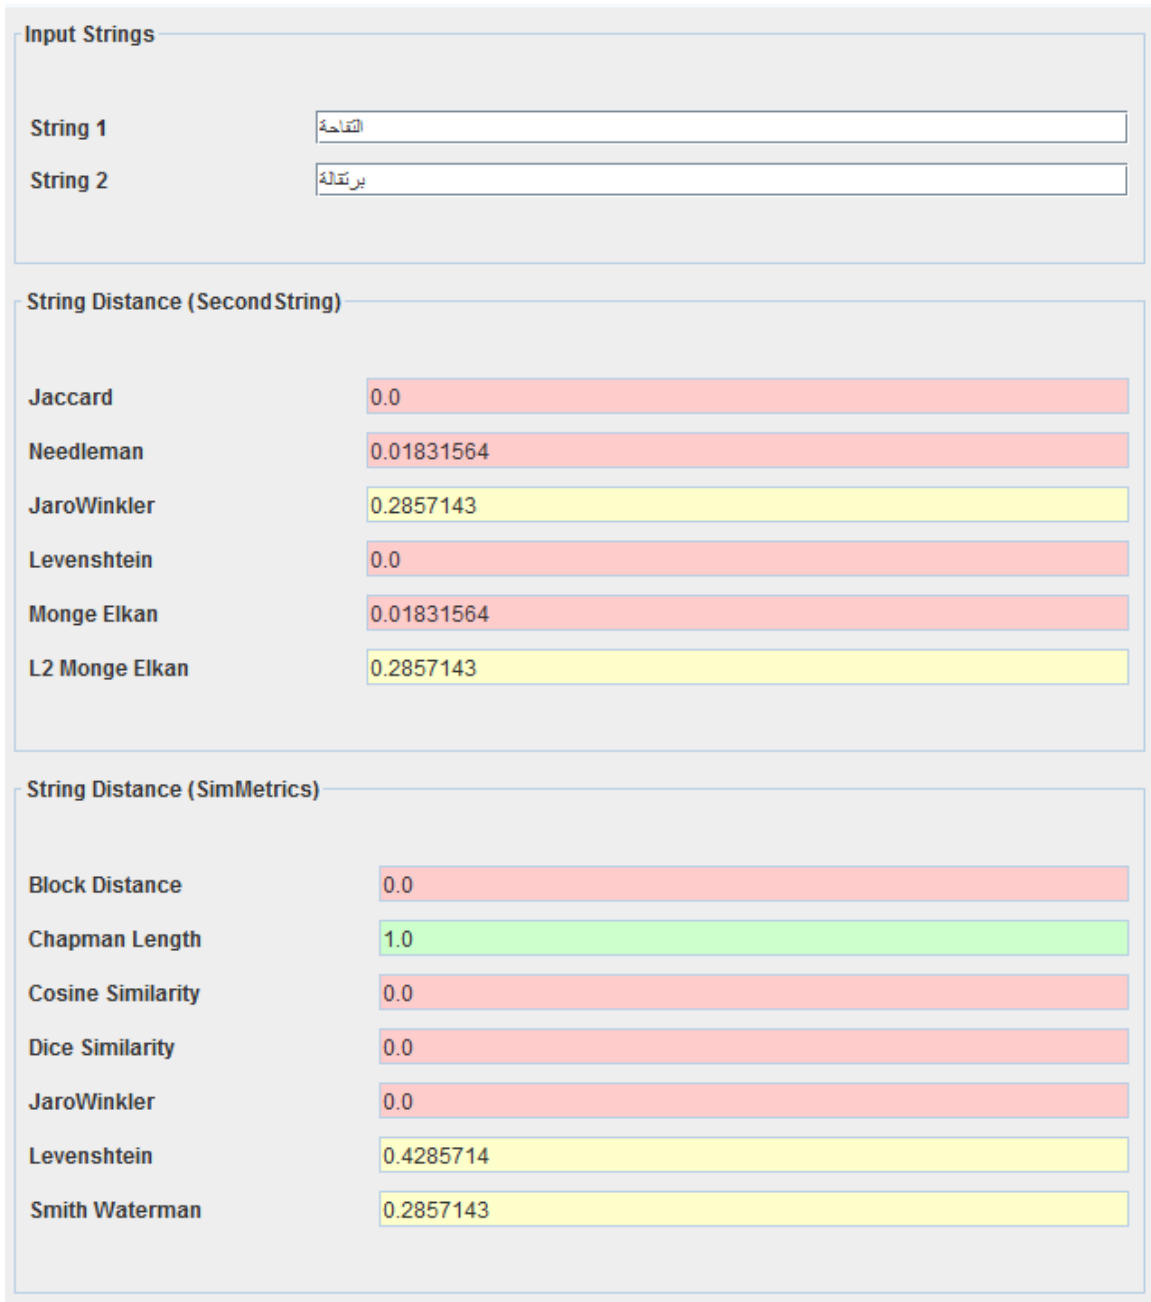 Input Strings
String 1 التفاحة
String 2 برتقالة
String Distance (SecondString)
Jaccard 0.0
Needleman 0.01831564
JaroWinkler 0.2857143
Levenshtein 0.0
Monge Elkan 0.01831564
L2 Monge Elkan 0.2857143
String Distance (SimMetrics)
Block Distance 0.0
Chapman Length 1.0
Cosine Similarity 0.0
Dice Similarity 0.0
JaroWinkler 0.0
Levenshtein 0.4285714
Smith Waterman 0.2857143